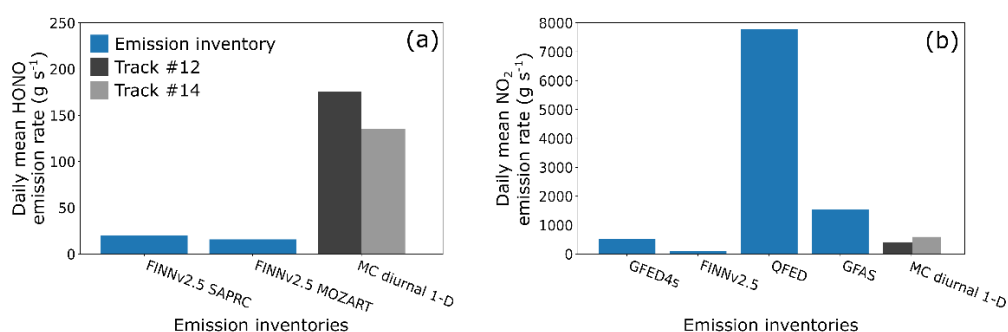 (a)
Daily mean HONO
emission rate (g s⁻¹)
250
200
150
100
50
0
Emission inventory
Track #12
Track #14
FINNv2.5 SAPRC
FINNv2.5 MOZART
MC diurnal 1-D
Emission inventories
(b)
Daily mean NO₂
emission rate (g s⁻¹)
8000
7000
6000
5000
4000
3000
2000
1000
0
GFED4s
FINNv2.5
QFED
GFAS
MC diurnal 1-D
Emission inventories